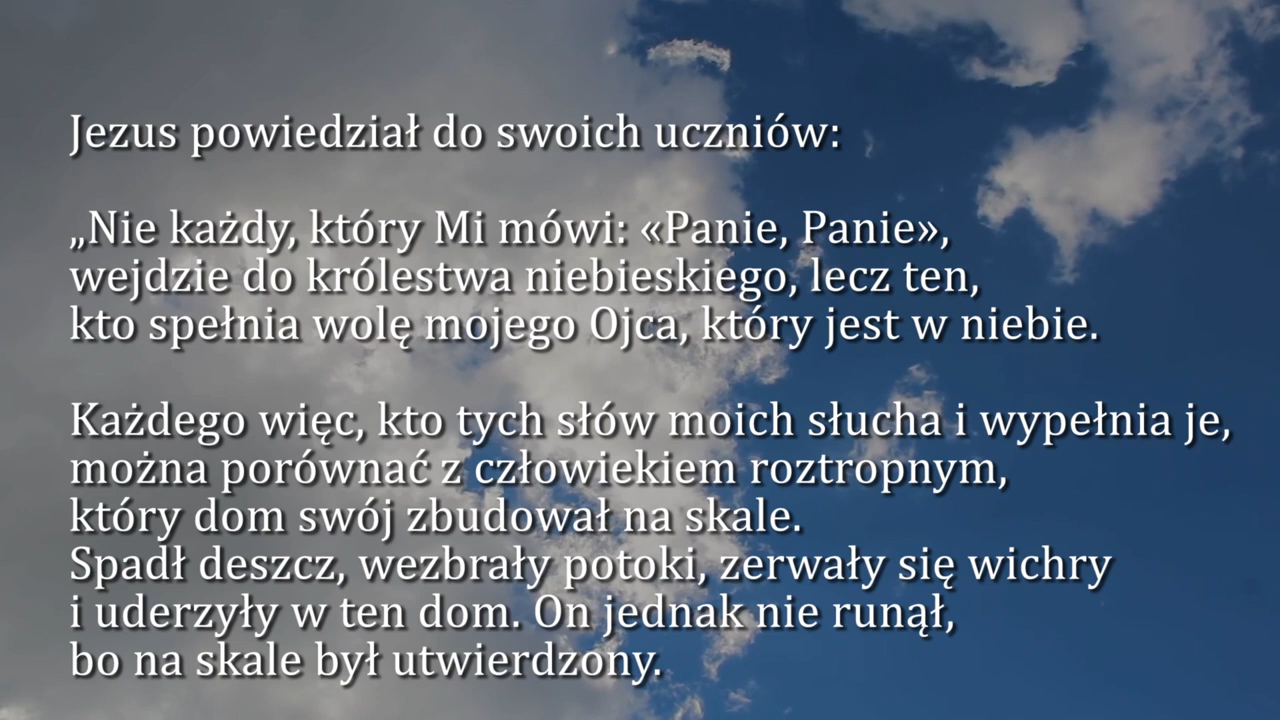 Jezus powiedział do swoich uczniów:
„Nie każdy, który Mi mówi: «Panie, Panie»,
wejdzie do królestwa niebieskiego, lecz ten,
kto spełnia wolę mojego Ojca, który jest w niebie.
Każdego więc, kto tych słów moich słucha i wypełnia je,
można porównać z człowiekiem roztropnym,
który dom swój zbudował na skale.
Spadł deszcz, wezbrały potoki, zerwały się wichry
i uderzyły w ten dom. On jednak nie runął,
bo na skale był utwierdzony.